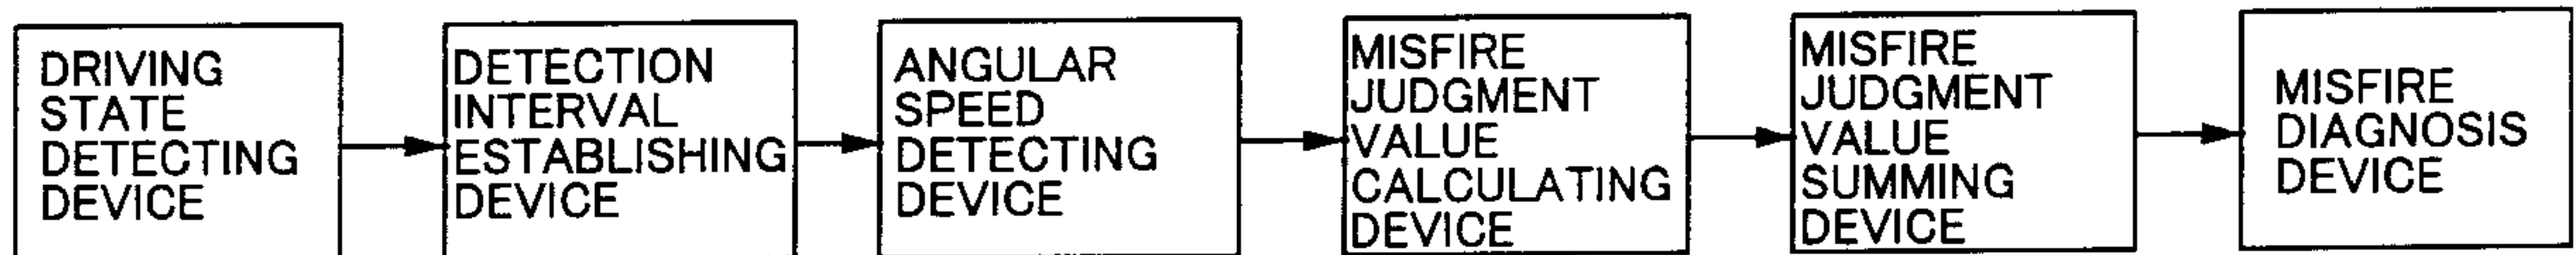 DRIVING
STATE
DETECTING
DEVICE
DETECTION
INTERVAL
ESTABLISHING
DEVICE
ANGULAR
SPEED
DETECTING
DEVICE
MISFIRE
JUDGMENT
VALUE
CALCULATING
DEVICE
MISFIRE
JUDGMENT
VALUE
SUMMING
DEVICE
MISFIRE
DIAGNOSIS
DEVICE